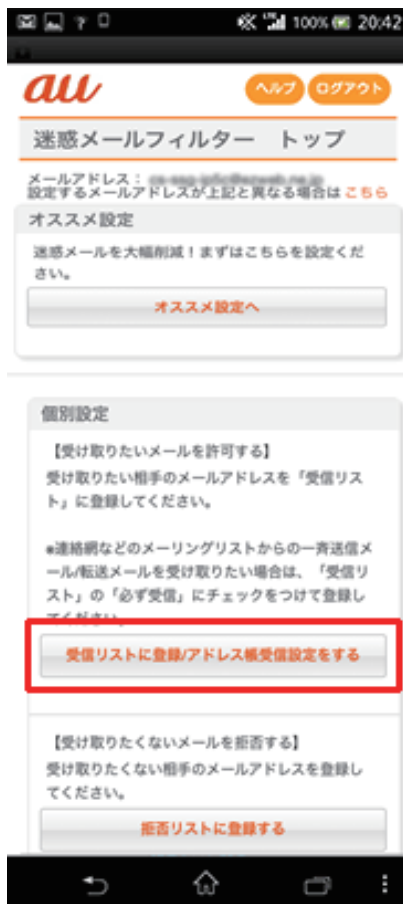 100% 20:42
au
ヘルプ ログアウト
迷惑メールフィルター トップ
メールアドレス：
設定するメールアドレスが上記と異なる場合は こちら
オススメ設定
迷惑メールを大幅削減！まずはこちらを設定くだ
さい。
オススメ設定へ
個別設定
【受け取りたいメールを許可する】
受け取りたい相手のメールアドレスを「受信リス
ト」に登録してください。
※連絡網などのメーリングリストからの一斉送信メ
ール/転送メールを受け取りたい場合は、「受信リ
スト」の「必ず受信」にチェックをつけて登録し
てください。
受信リストに登録/アドレス帳受信設定をする
【受け取りたくないメールを拒否する】
受け取りたくない相手のメールアドレスを登録し
てください。
拒否リストに登録する